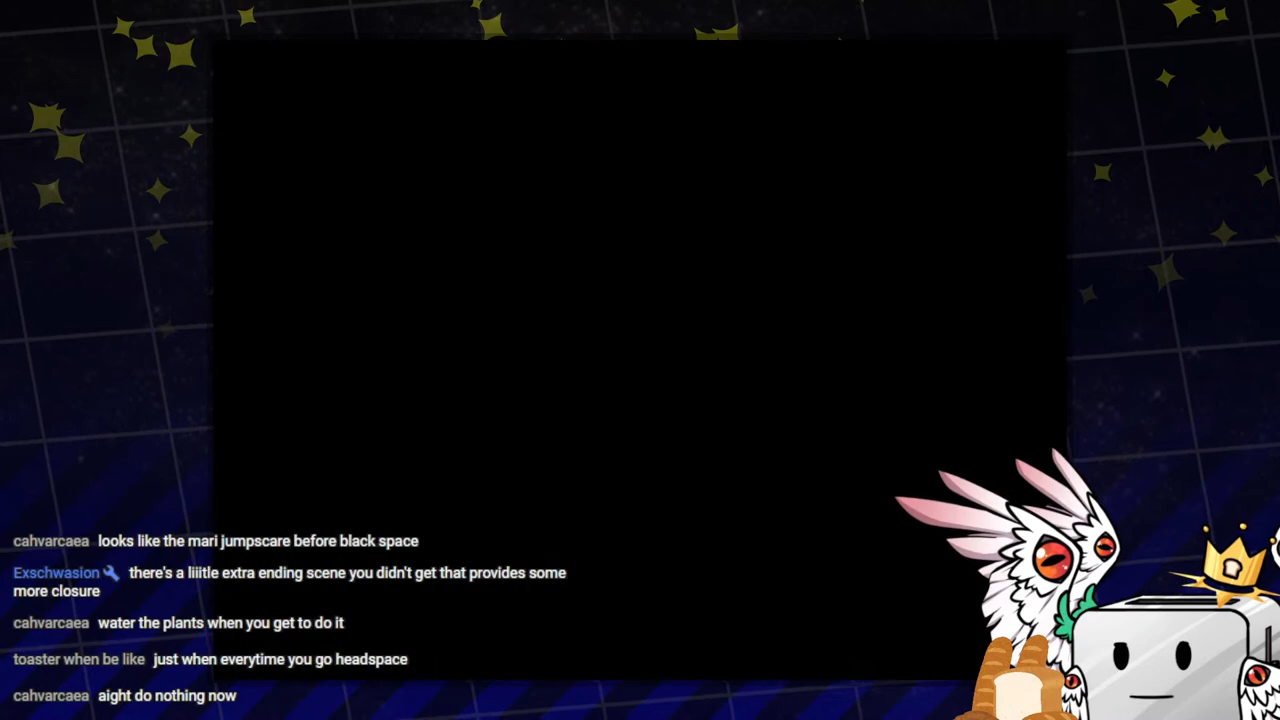 cahvarcaea looks like the mari jumpscare before black space
Exschwasion there's a liiitle extra ending scene you didn't get that provides some
more closure
cahvarcaea water the plants when you get to do it
toaster when be like just when everytime you go headspace
cahvarcaea aight do nothing now